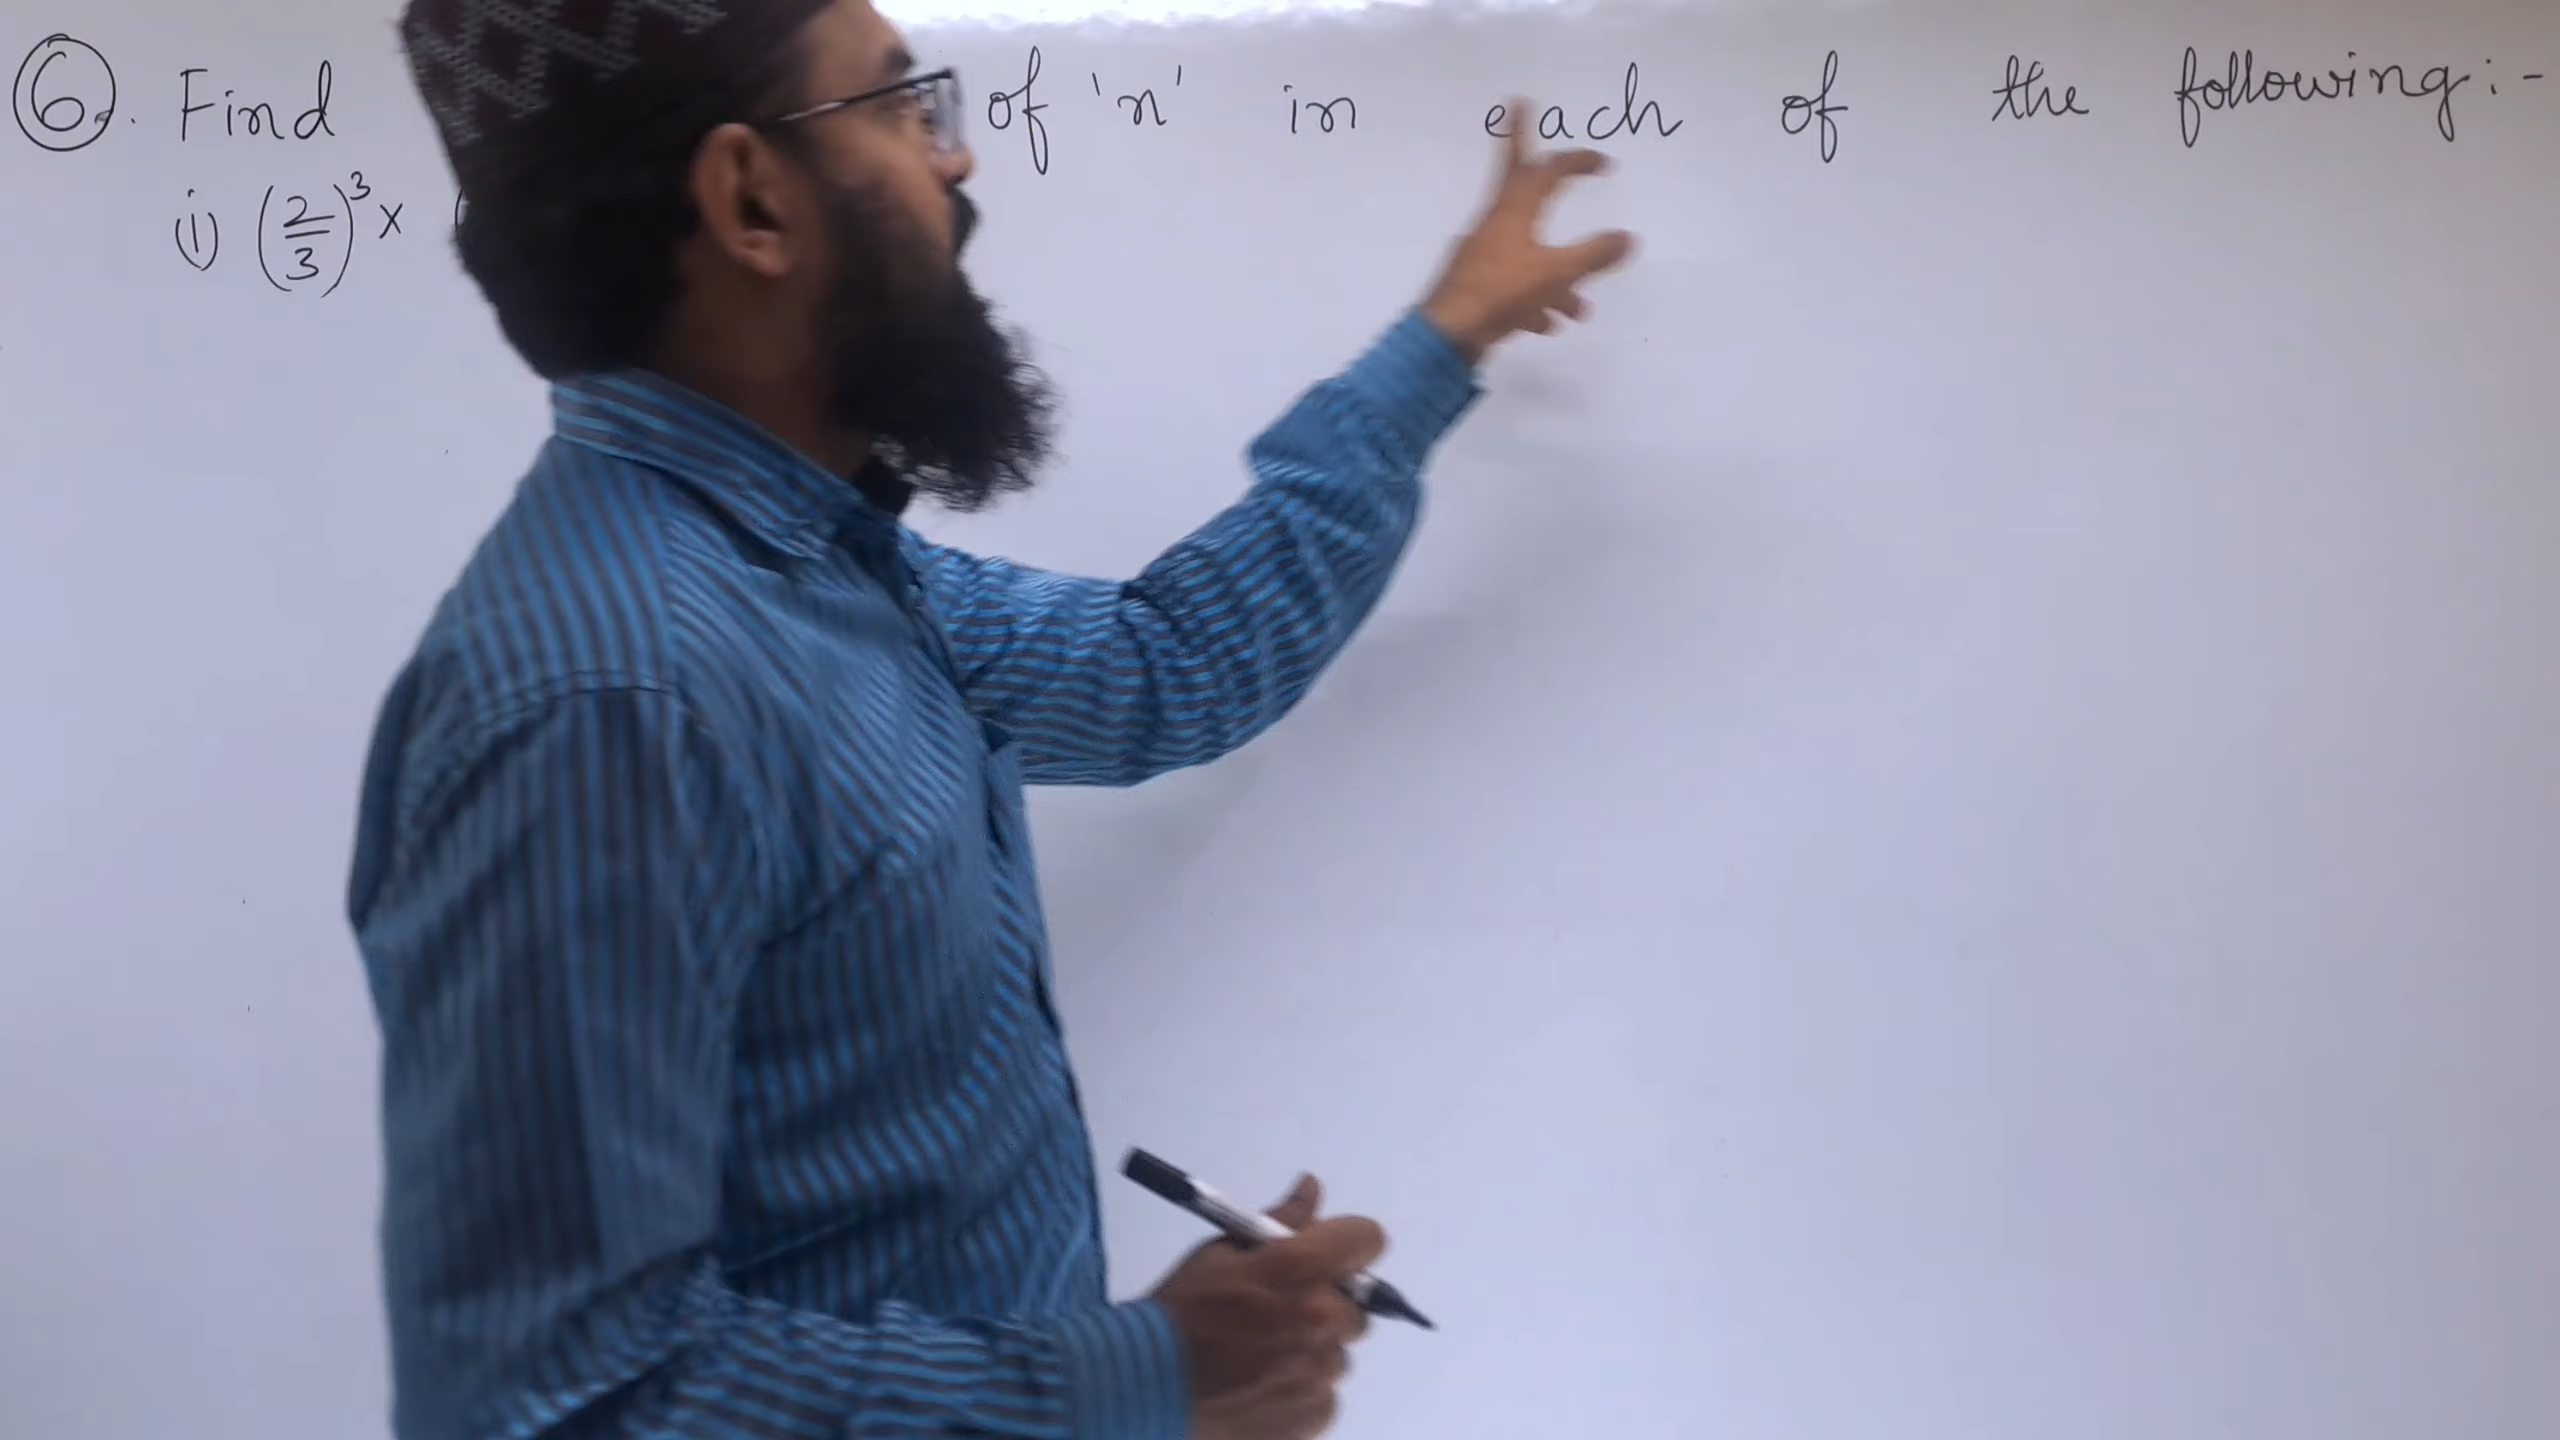 6. Find of 'n' in each of the following:-
(i) (2/3)^3 x (